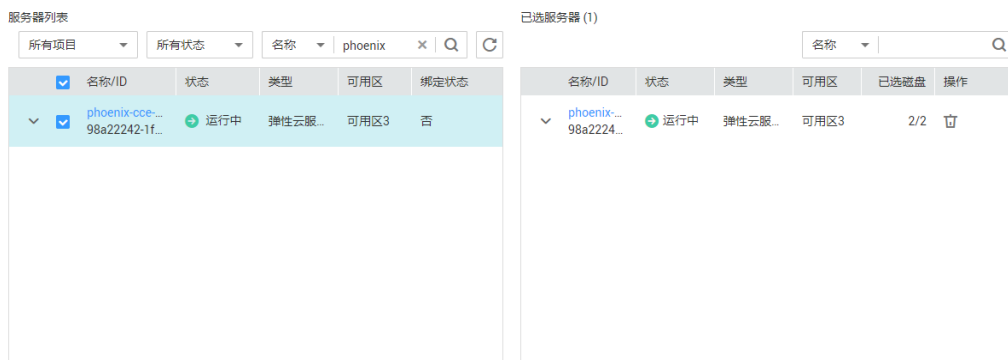 服务器列表
已选服务器 (1)
所有项目 所有状态 名称 phoenix
名称
名称/ID 状态 类型 可用区 绑定状态
名称/ID 状态 类型 可用区 已选磁盘 操作
phoenix-cce-...
98a22242-1f...
运行中 弹性云服... 可用区3 否
phoenix-...
98a2224...
运行中 弹性云服... 可用区3 2/2